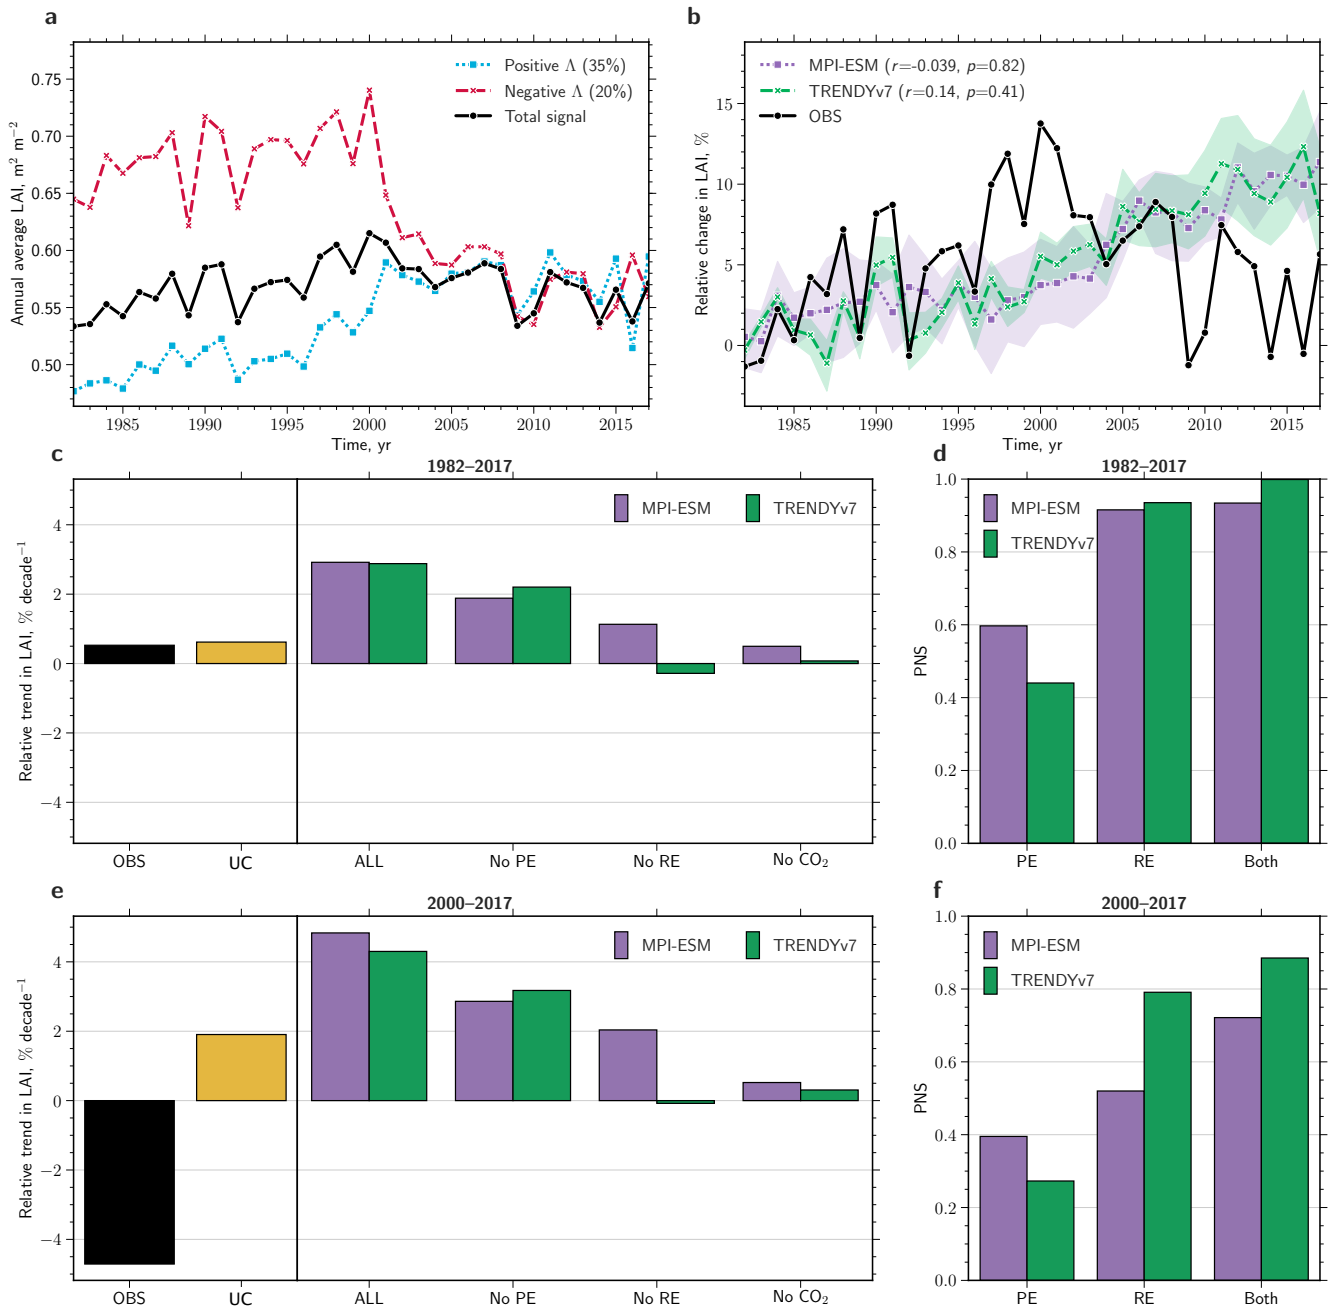 a
Positive Λ (35%)
Negative Λ (20%)
Total signal
Annual average LAI, m² m⁻²
0.75
0.70
0.65
0.60
0.55
0.50
1985 1990 1995 2000 2005 2010 2015
Time, yr
b
MPI-ESM (r=-0.039, p=0.82)
TRENDYv7 (r=0.14, p=0.41)
OBS
Relative change in LAI, %
15
10
5
0
1985 1990 1995 2000 2005 2010 2015
Time, yr
c
1982–2017
MPI-ESM TRENDYv7
Relative trend in LAI, % decade⁻¹
4
2
0
−2
−4
OBS UC ALL No PE No RE No CO₂
d
1982–2017
MPI-ESM
TRENDYv7
PNS
1.0
0.8
0.6
0.4
0.2
0.0
PE RE Both
e
2000–2017
MPI-ESM TRENDYv7
Relative trend in LAI, % decade⁻¹
4
2
0
−2
−4
OBS UC ALL No PE No RE No CO₂
f
2000–2017
MPI-ESM
TRENDYv7
PNS
1.0
0.8
0.6
0.4
0.2
0.0
PE RE Both